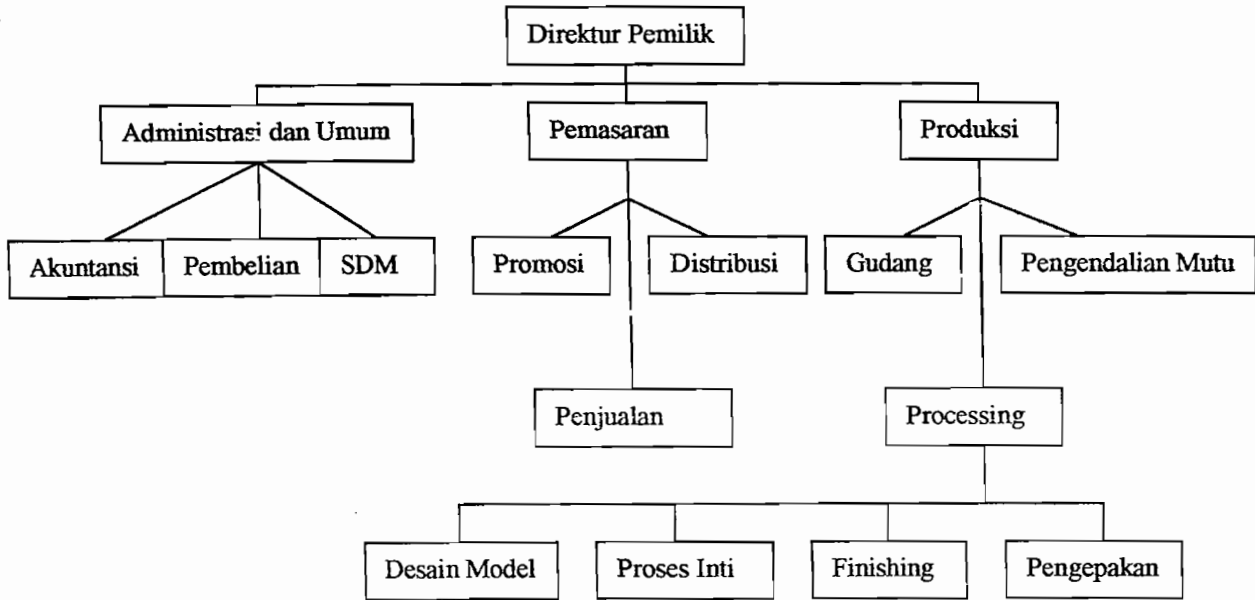 Direktur Pemilik
Administrasi dan Umum
Pemasaran
Produksi
Akuntansi
Pembelian
SDM
Promosi
Distribusi
Gudang
Pengendalian Mutu
Penjualan
Processing
Desain Model
Proses Inti
Finishing
Pengepakan